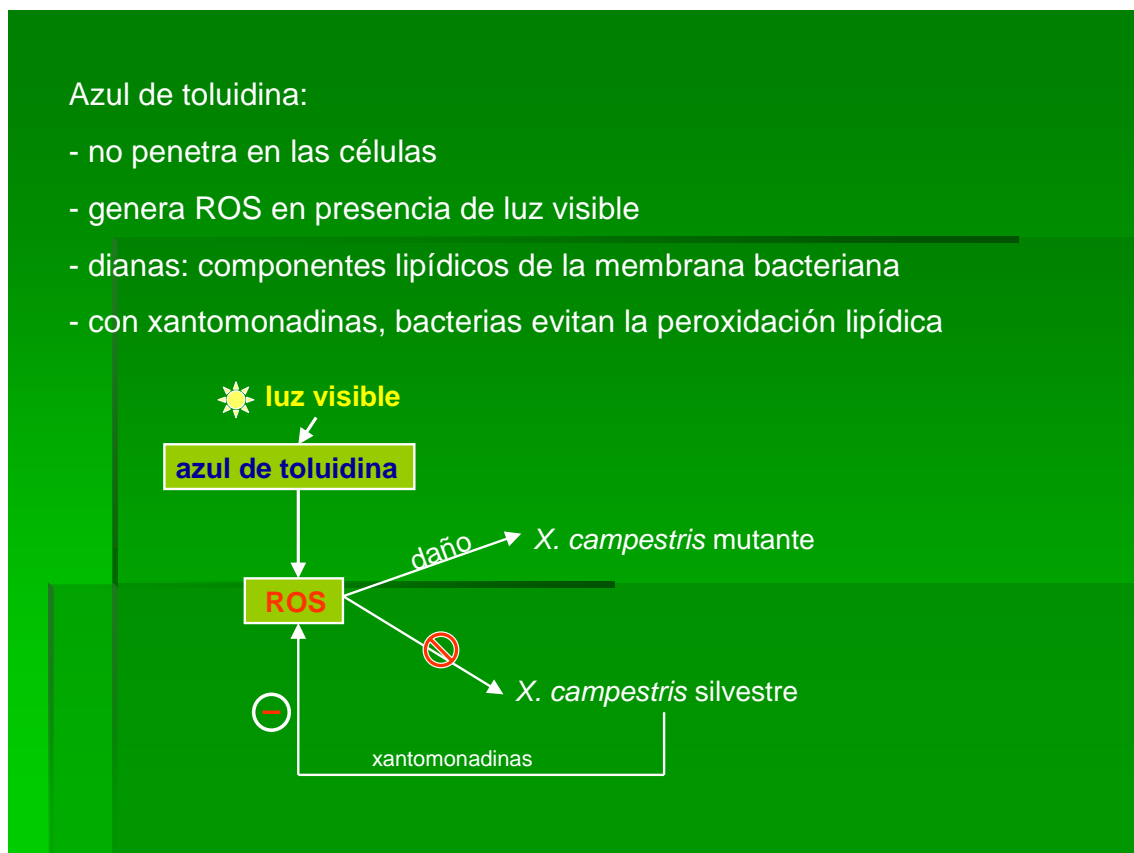 Azul de toluidina:
- no penetra en las células
- genera ROS en presencia de luz visible
- dianas: componentes lipídicos de la membrana bacteriana
- con xantomonadinas, bacterias evitan la peroxidación lipídica
luz visible
azul de toluidina
daño
X. campestris mutante
ROS
X. campestris silvestre
–
xantomonadinas